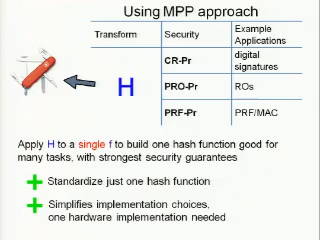 Using MPP approach
Transform Security Example Applications
CR-Pr digital signatures
H PRO-Pr ROs
PRF-Pr PRF/MAC
Apply H to a single f to build one hash function good for
many tasks, with strongest security guarantees
+ Standardize just one hash function
+ Simplifies implementation choices,
one hardware implementation needed